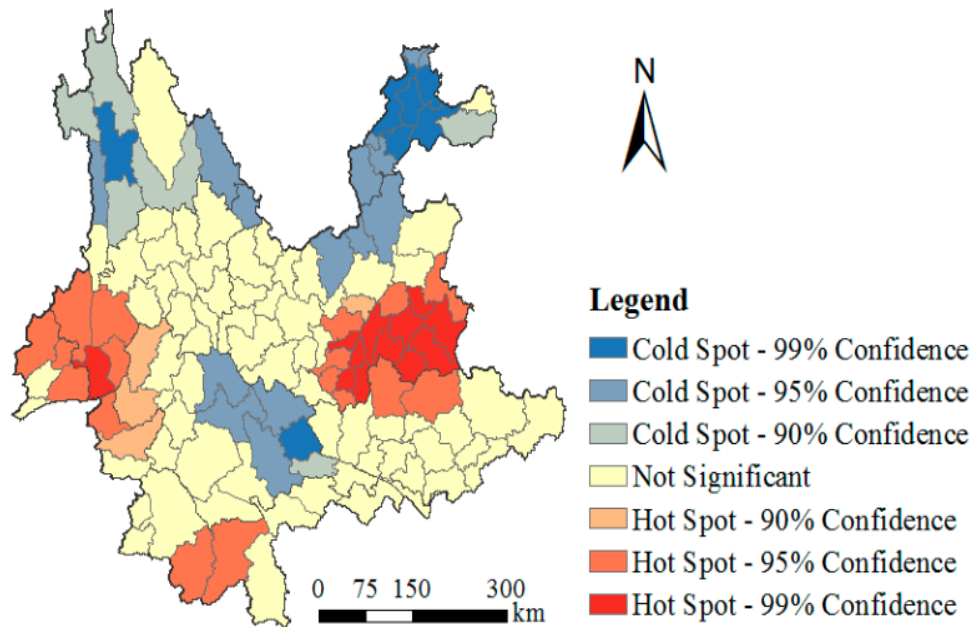 N
Legend
Cold Spot - 99% Confidence
Cold Spot - 95% Confidence
Cold Spot - 90% Confidence
Not Significant
Hot Spot - 90% Confidence
Hot Spot - 95% Confidence
Hot Spot - 99% Confidence
0 75 150 300
km